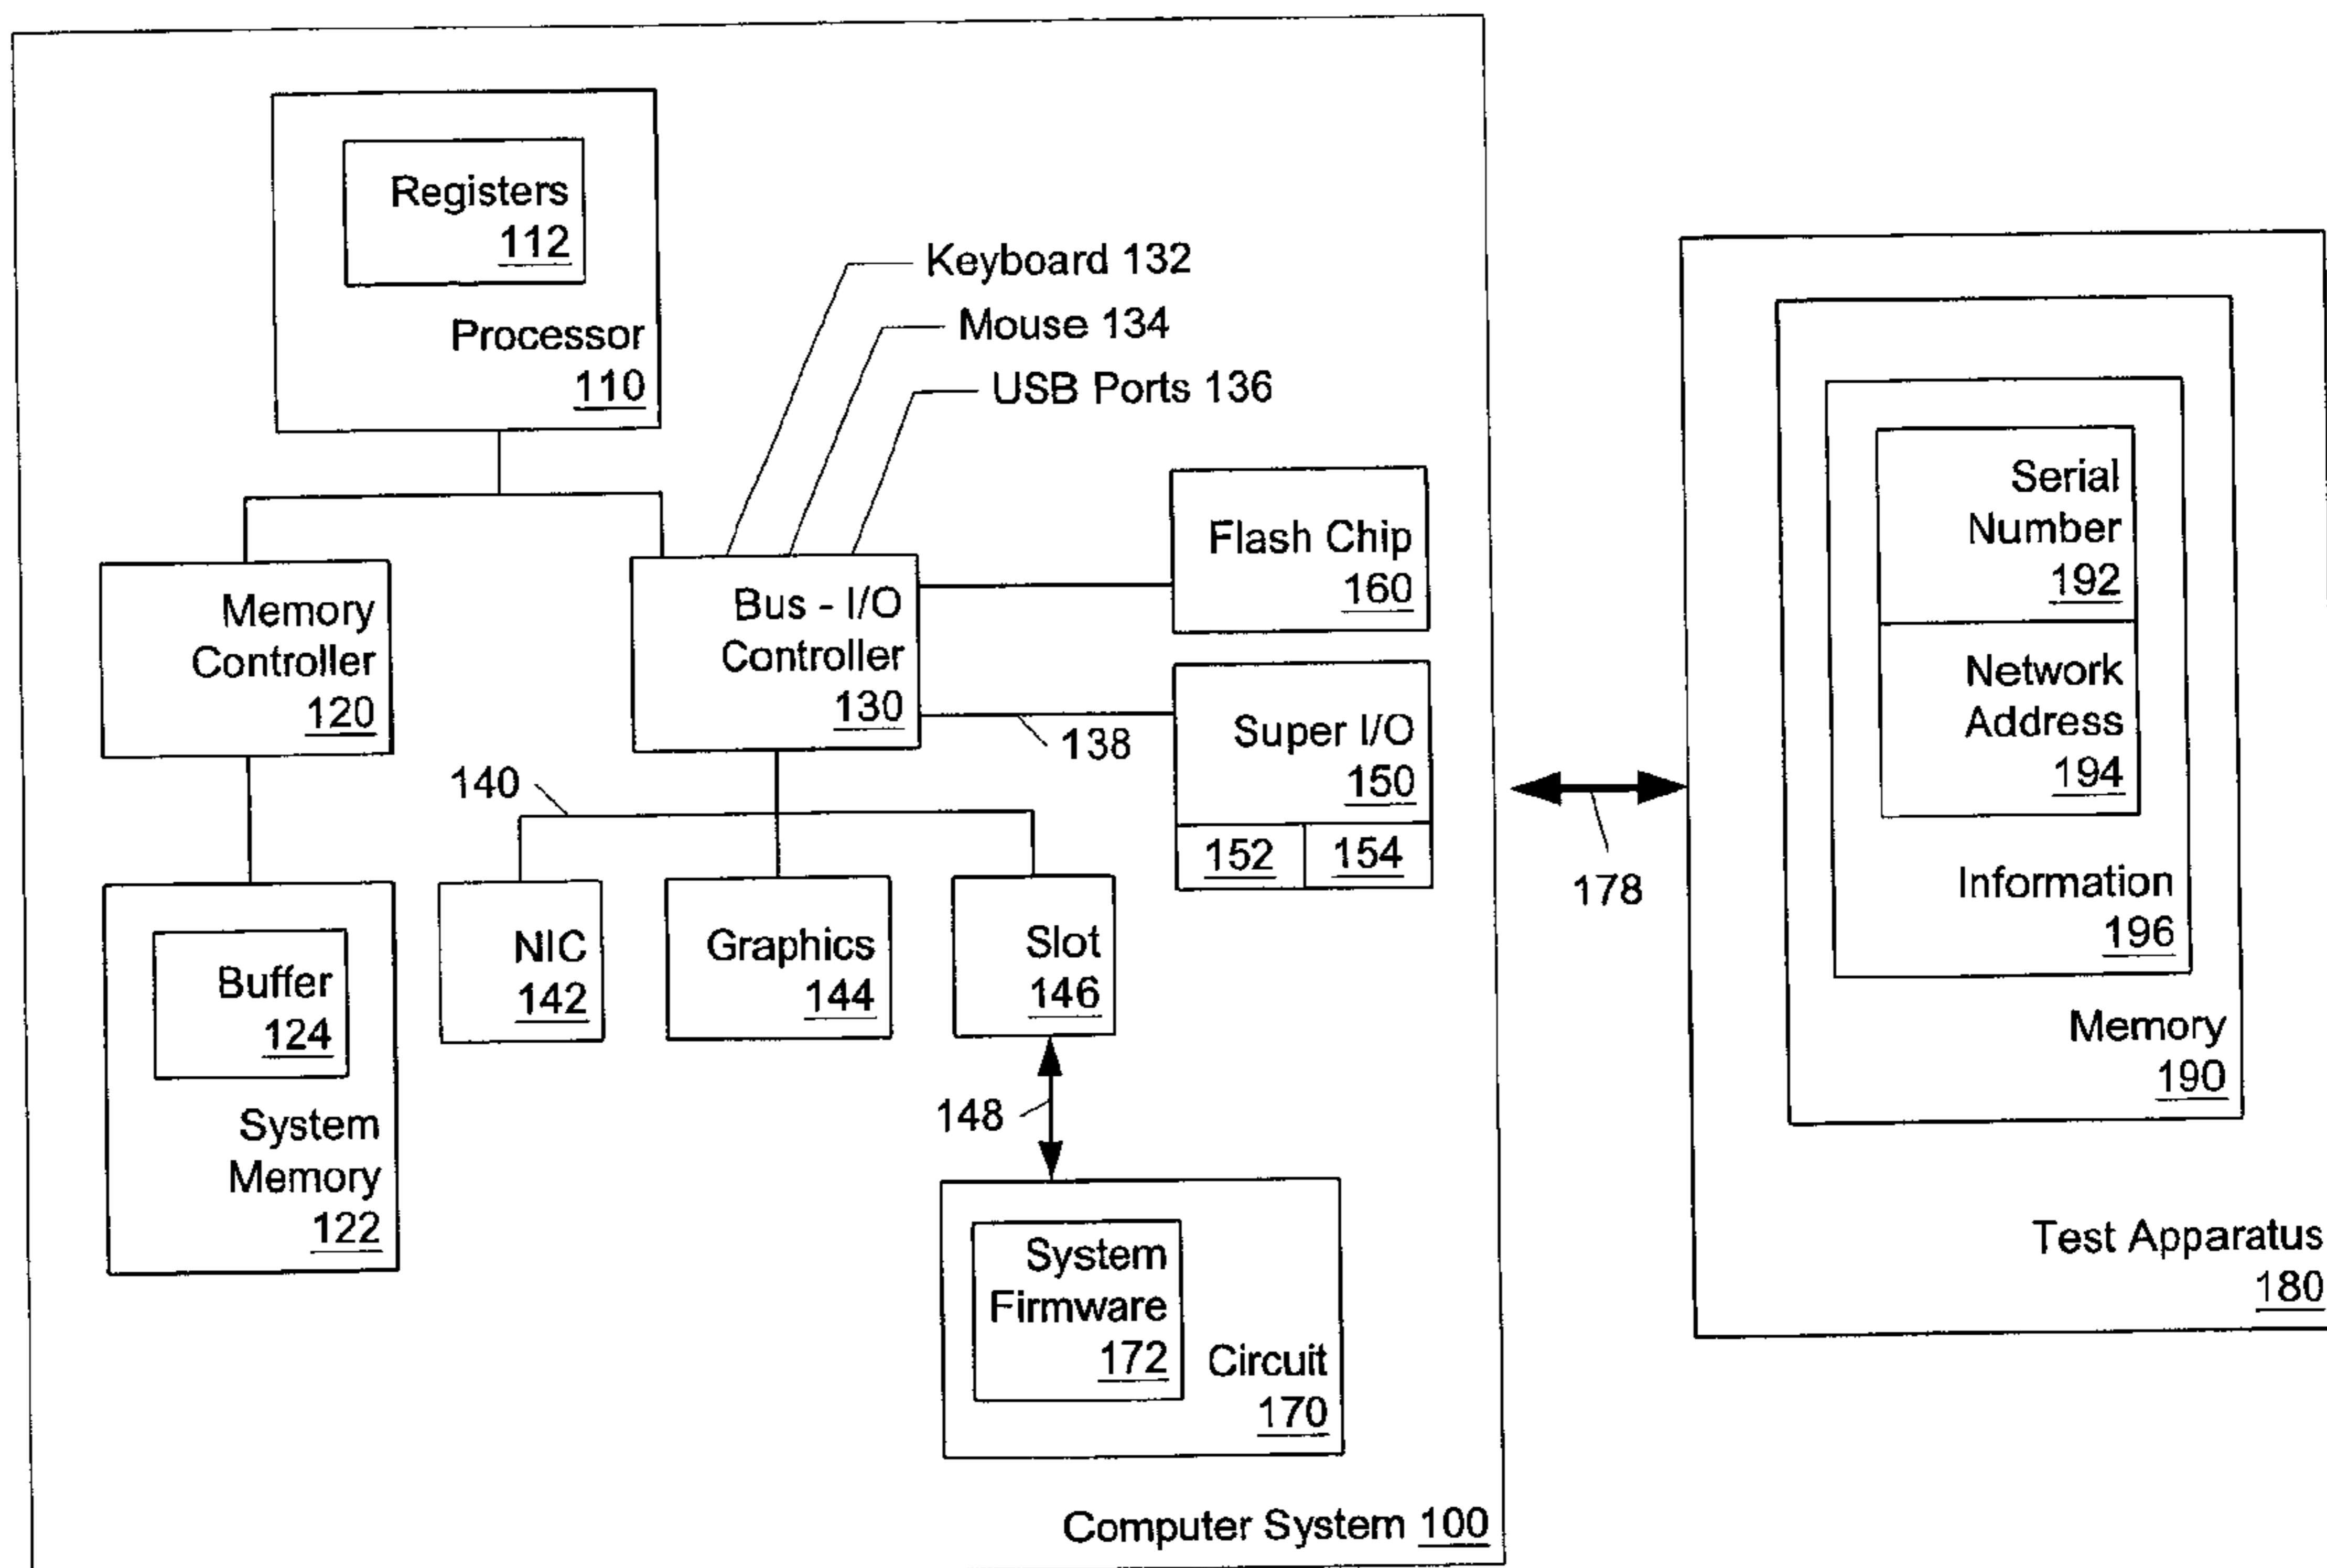 Registers
112
Processor
110
Keyboard 132
Mouse 134
USB Ports 136
Memory
Controller
120
Bus - I/O
Controller
130
Flash Chip
160
138
Super I/O
150
152
154
140
NIC
142
Graphics
144
Slot
146
Buffer
124
System
Memory
122
148
System
Firmware
172
Circuit
170
Computer System 100
178
Serial
Number
192
Network
Address
194
Information
196
Memory
190
Test Apparatus
180